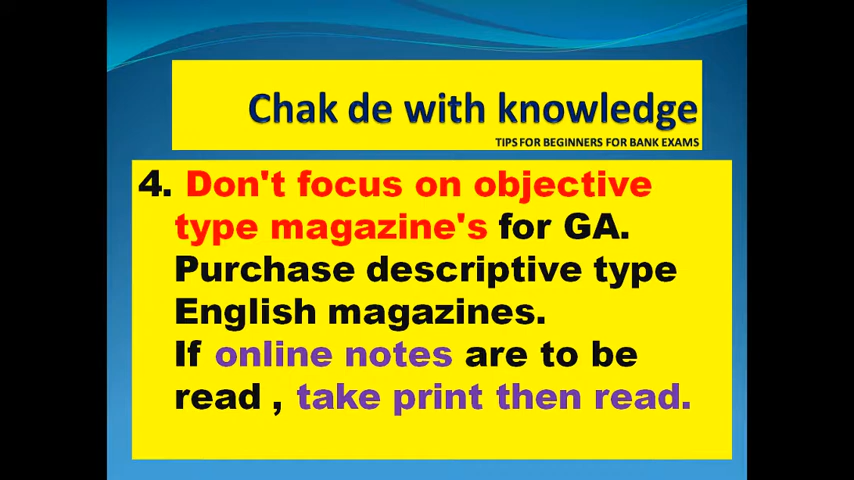 Chak de with knowledge
TIPS FOR BEGINNERS FOR BANK EXAMS
4. Don't focus on objective
type magazine's for GA.
Purchase descriptive type
English magazines.
If online notes are to be
read , take print then read.